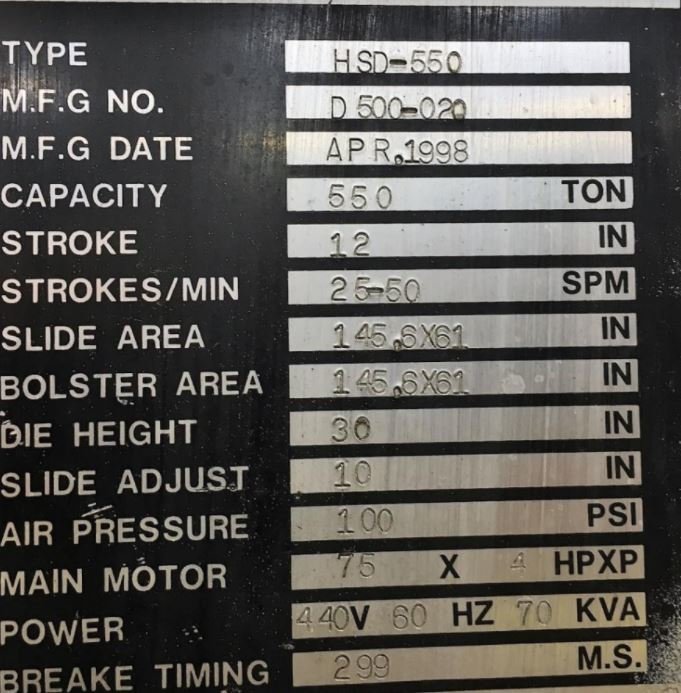 TYPE HSD-550
M.F.G NO. D 500-020
M.F.G DATE APR.1998
CAPACITY 550 TON
STROKE 12 IN
STROKES/MIN 25-50 SPM
SLIDE AREA 145.6X61 IN
BOLSTER AREA 145.6X61 IN
DIE HEIGHT 30 IN
SLIDE ADJUST 10 IN
AIR PRESSURE 100 PSI
MAIN MOTOR 75 X 4 HPXP
POWER 440V 60 HZ 70 KVA
BREAKE TIMING 299 M.S.